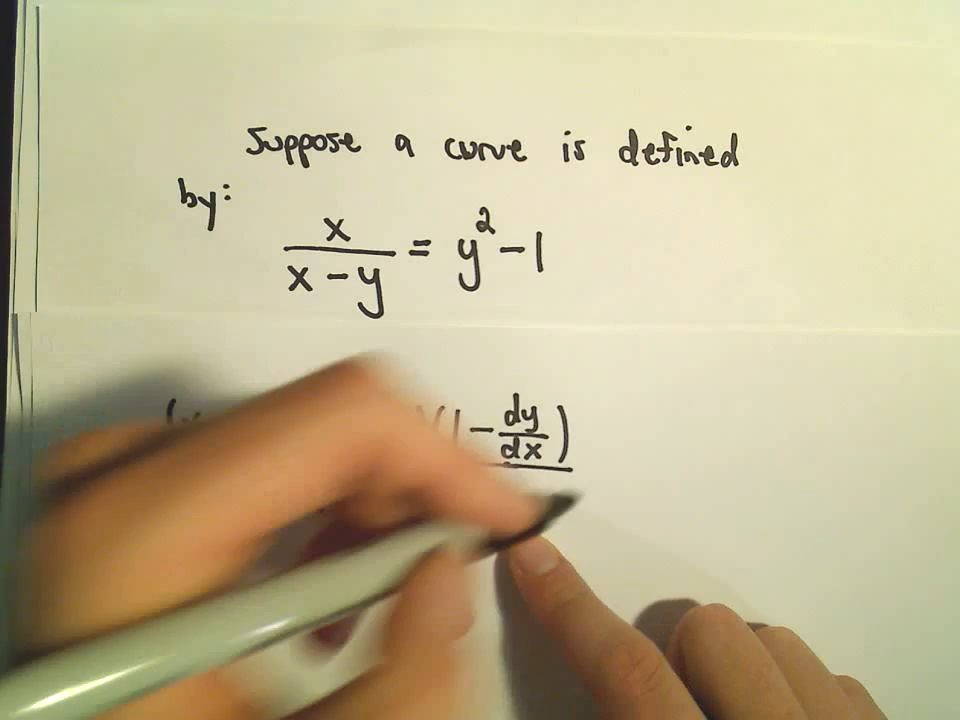 Suppose a curve is defined
by:
x/(x - y) = y² - 1
(1 - dy/dx)